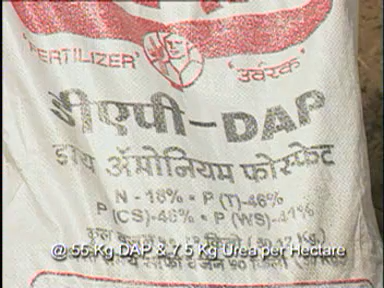 'FERTILIZER' 'उर्वरक'
डीएपी-DAP
डाय अॅमोनियम फोस्फेट
N - 18% = P (T)-46%
P (CS)-46% = P (WS)-41%
@ 55 Kg DAP & 7.5 Kg Urea per Hectare